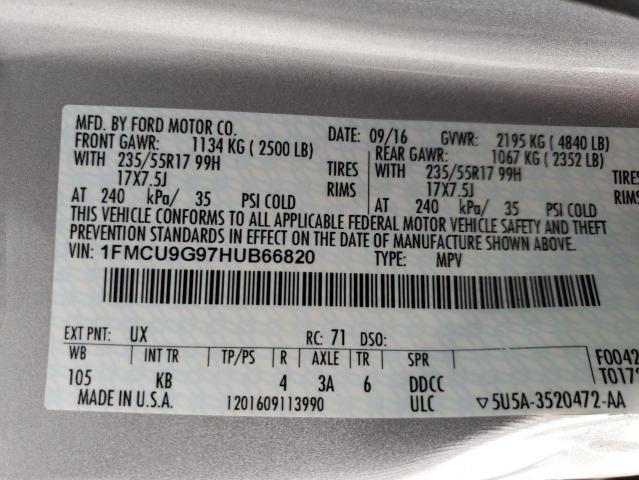 MFD. BY FORD MOTOR CO.
DATE: 09/16 GVWR: 2195 KG ( 4840 LB)
FRONT GAWR: 1134 KG ( 2500 LB) REAR GAWR: 1067 KG ( 2352 LB)
WITH 235/55R17 99H TIRES WITH 235/55R17 99H TIRES
17X7.5J RIMS 17X7.5J RIMS
AT 240 kPa/ 35 PSI COLD AT 240 kPa/ 35 PSI COLD
THIS VEHICLE CONFORMS TO ALL APPLICABLE FEDERAL MOTOR VEHICLE SAFETY AND THEFT
PREVENTION STANDARDS IN EFFECT ON THE DATE OF MANUFACTURE SHOWN ABOVE.
VIN: 1FMCU9G97HUB66820 TYPE: MPV
EXT PNT: UX RC: 71 DSO: F0042
WB INT TR TP/PS R AXLE TR SPR T017
105 KB 4 3A 6 DDCC
MADE IN U.S.A. 1201609113990 ULC ▽5U5A-3520472-AA